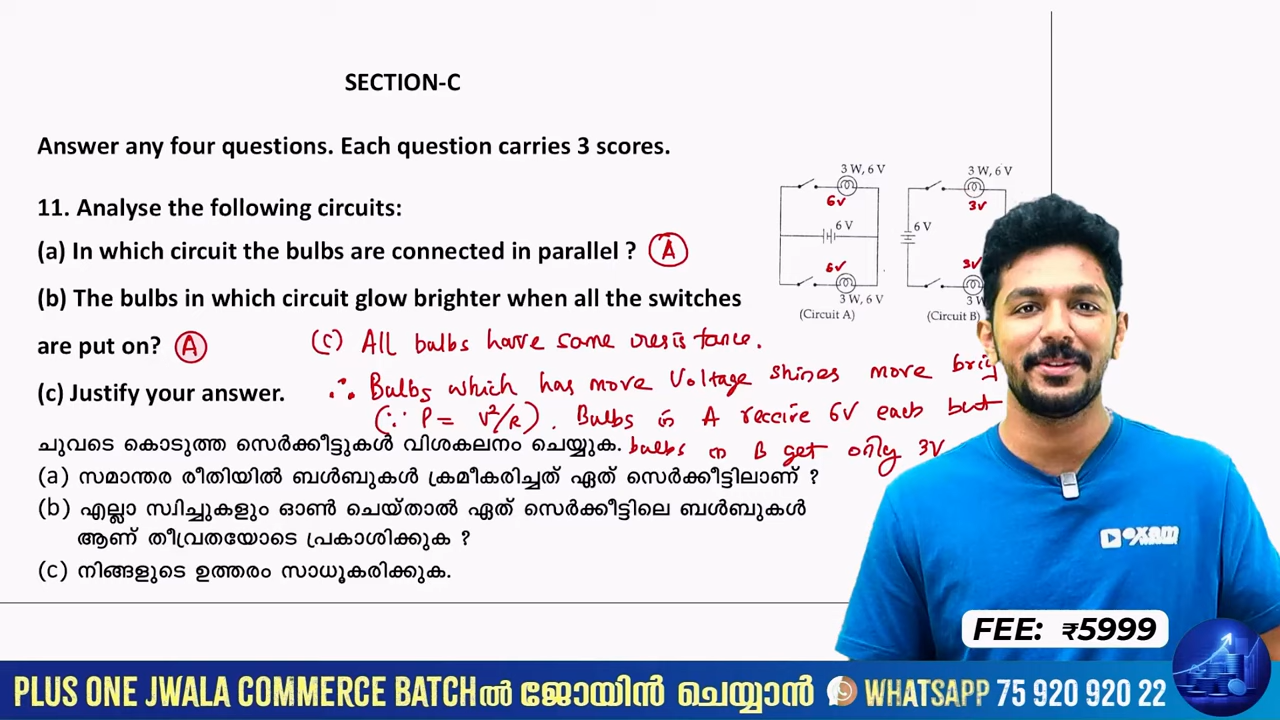 SECTION-C
Answer any four questions. Each question carries 3 scores.
11. Analyse the following circuits:
(a) In which circuit the bulbs are connected in parallel ? A
(b) The bulbs in which circuit glow brighter when all the switches
are put on? A
(c) Justify your answer.
3 W, 6 V
6V
6 V
6V
3 W, 6 V
(Circuit A)
3 W, 6 V
3V
6 V
3V
3 W
(Circuit B)
(c) All bulbs have same resistance.
∴ Bulbs which has more Voltage shines more brig
(∵ P = V²/R). Bulbs in A receive 6V each but
bulbs in B get only 3V
ചുവടെ കൊടുത്ത സെർക്കീട്ടുകൾ വിശകലനം ചെയ്യുക.
(a) സമാന്തര രീതിയിൽ ബൾബുകൾ ക്രമീകരിച്ചത് ഏത് സെർക്കീട്ടിലാണ് ?
(b) എല്ലാ സ്വിച്ചുകളും ഓൺ ചെയ്താൽ ഏത് സെർക്കീട്ടിലെ ബൾബുകൾ
ആണ് തീവ്രതയോടെ പ്രകാശിക്കുക ?
(c) നിങ്ങളുടെ ഉത്തരം സാധൂകരിക്കുക.
exam
FEE: ₹5999
PLUS ONE JWALA COMMERCE BATCHൽ ജോയിൻ ചെയ്യാൻ WHATSAPP 75 920 920 22